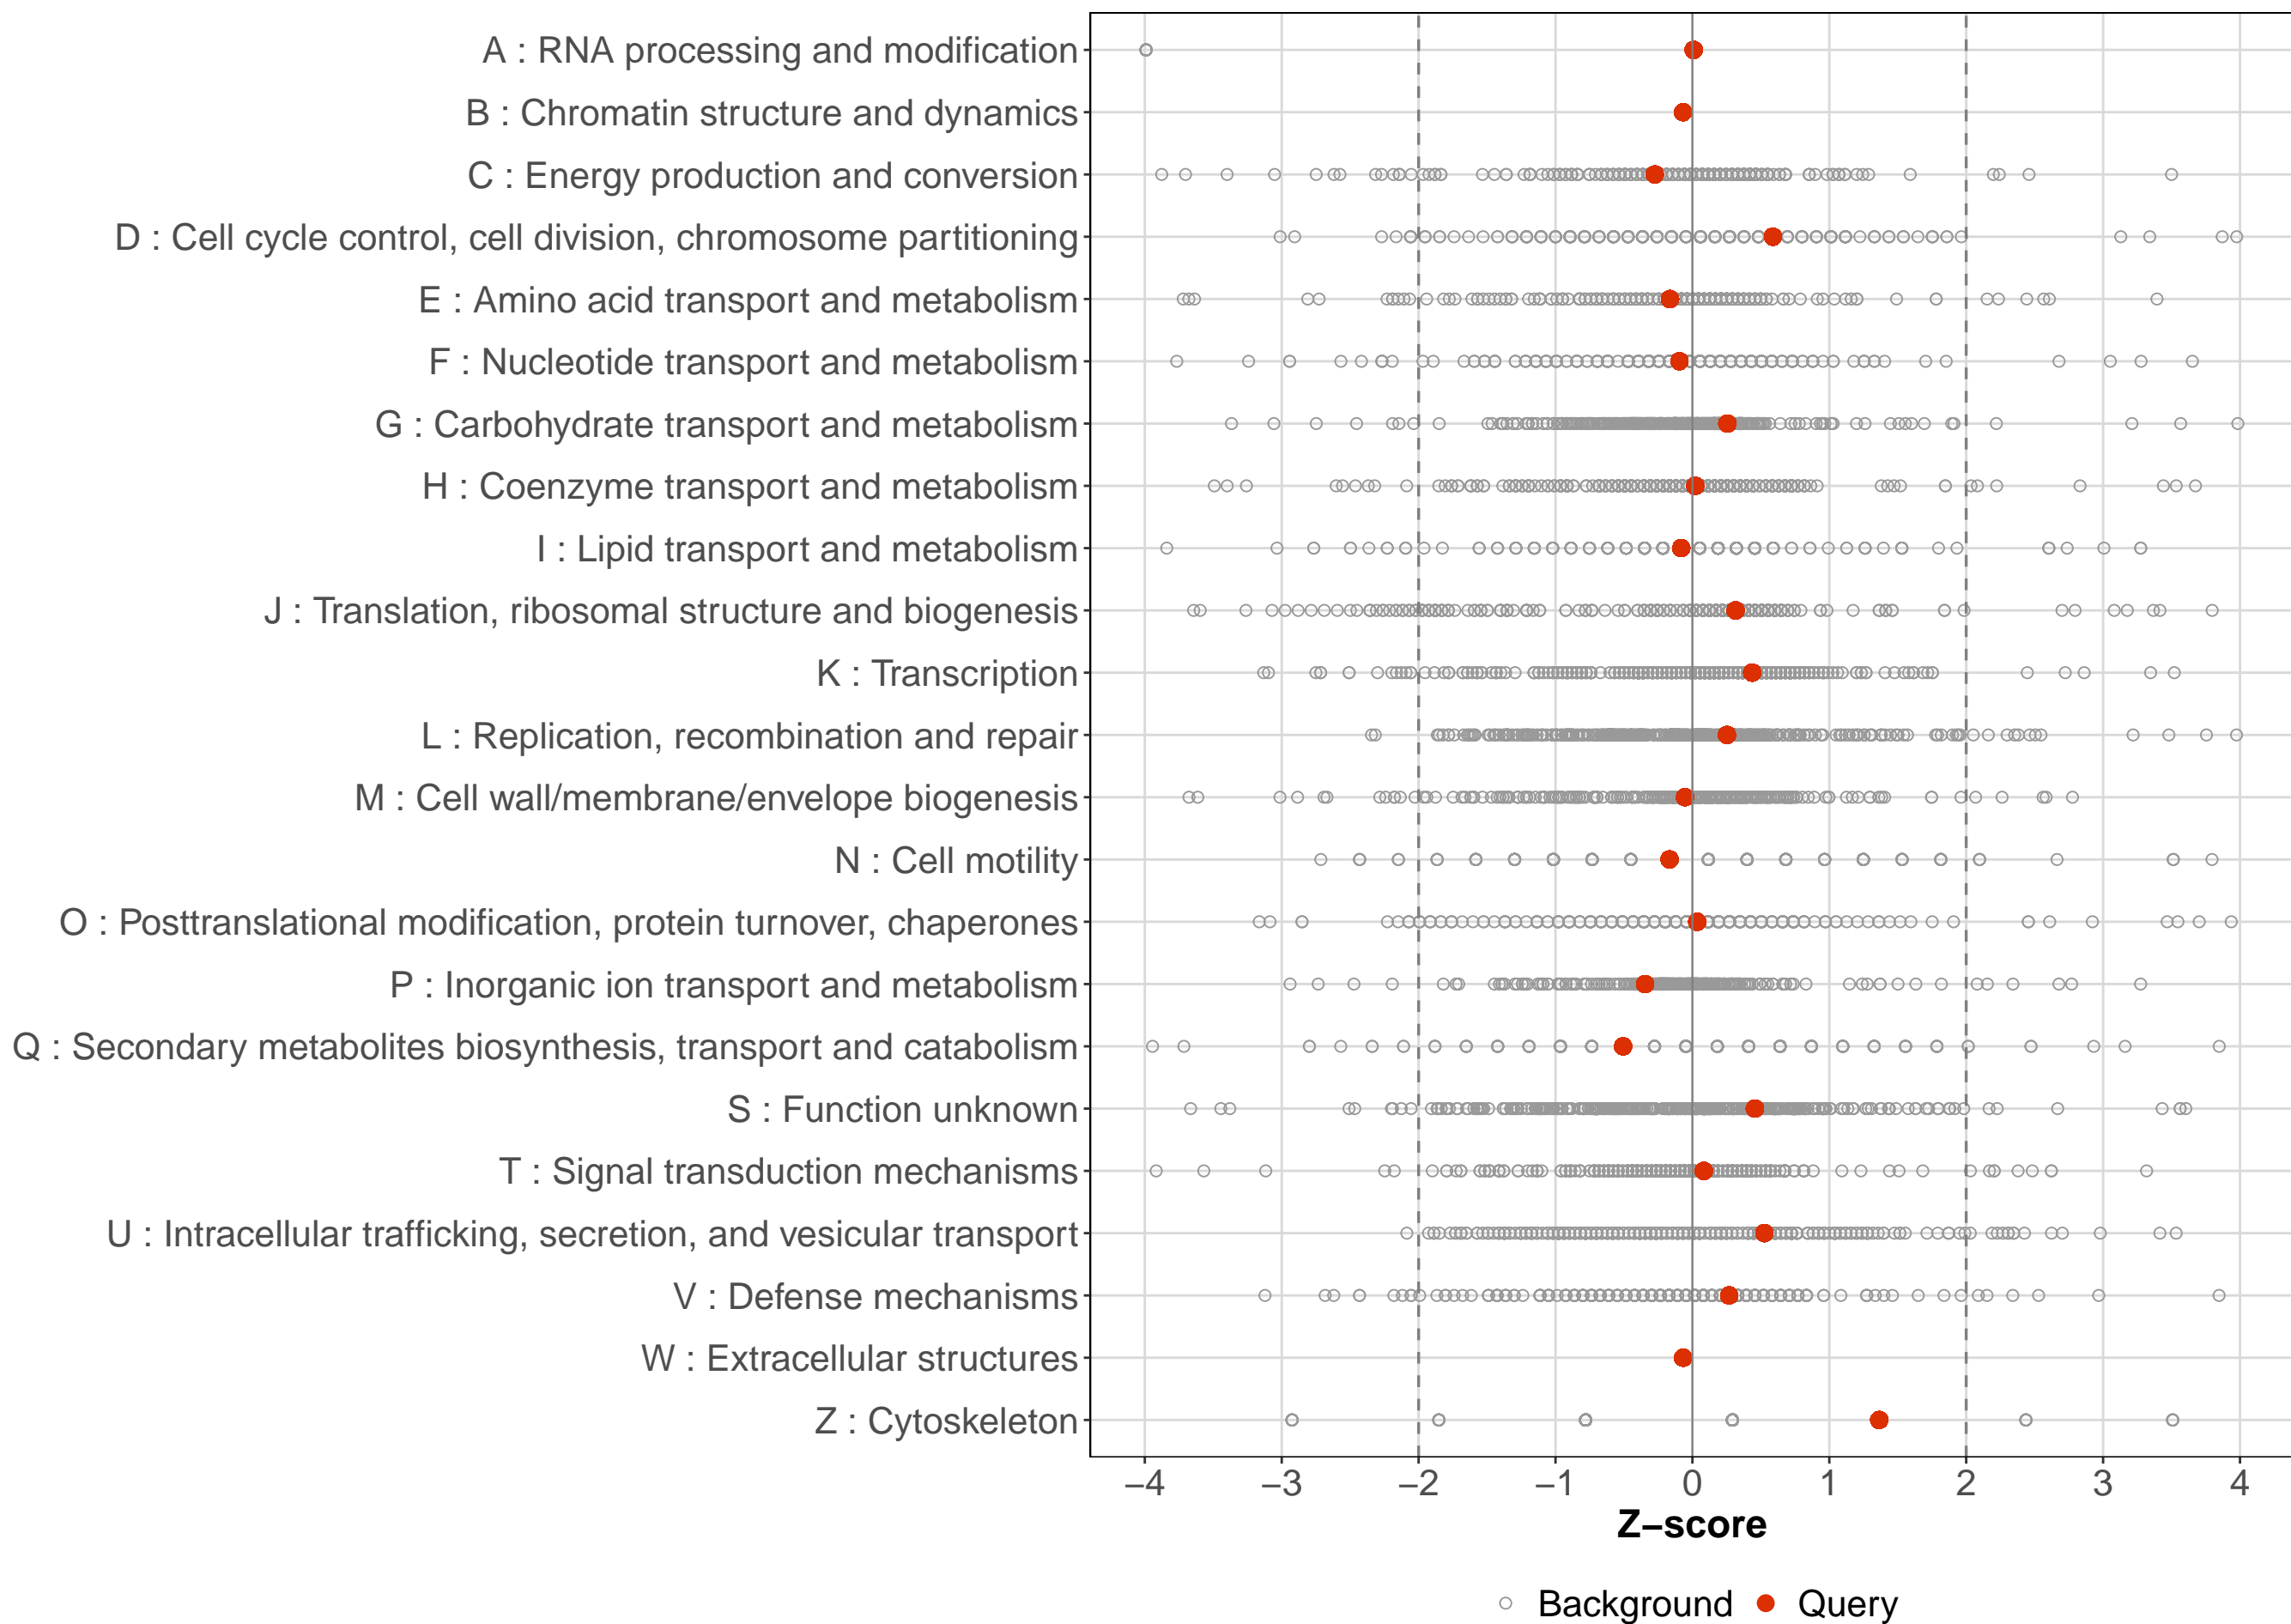 A : RNA processing and modification
B : Chromatin structure and dynamics
C : Energy production and conversion
D : Cell cycle control, cell division, chromosome partitioning
E : Amino acid transport and metabolism
F : Nucleotide transport and metabolism
G : Carbohydrate transport and metabolism
H : Coenzyme transport and metabolism
I : Lipid transport and metabolism
J : Translation, ribosomal structure and biogenesis
K : Transcription
L : Replication, recombination and repair
M : Cell wall/membrane/envelope biogenesis
N : Cell motility
O : Posttranslational modification, protein turnover, chaperones
P : Inorganic ion transport and metabolism
Q : Secondary metabolites biosynthesis, transport and catabolism
S : Function unknown
T : Signal transduction mechanisms
U : Intracellular trafficking, secretion, and vesicular transport
V : Defense mechanisms
W : Extracellular structures
Z : Cytoskeleton
−4 −3 −2 −1 0 1 2 3 4
Z−score
Background Query